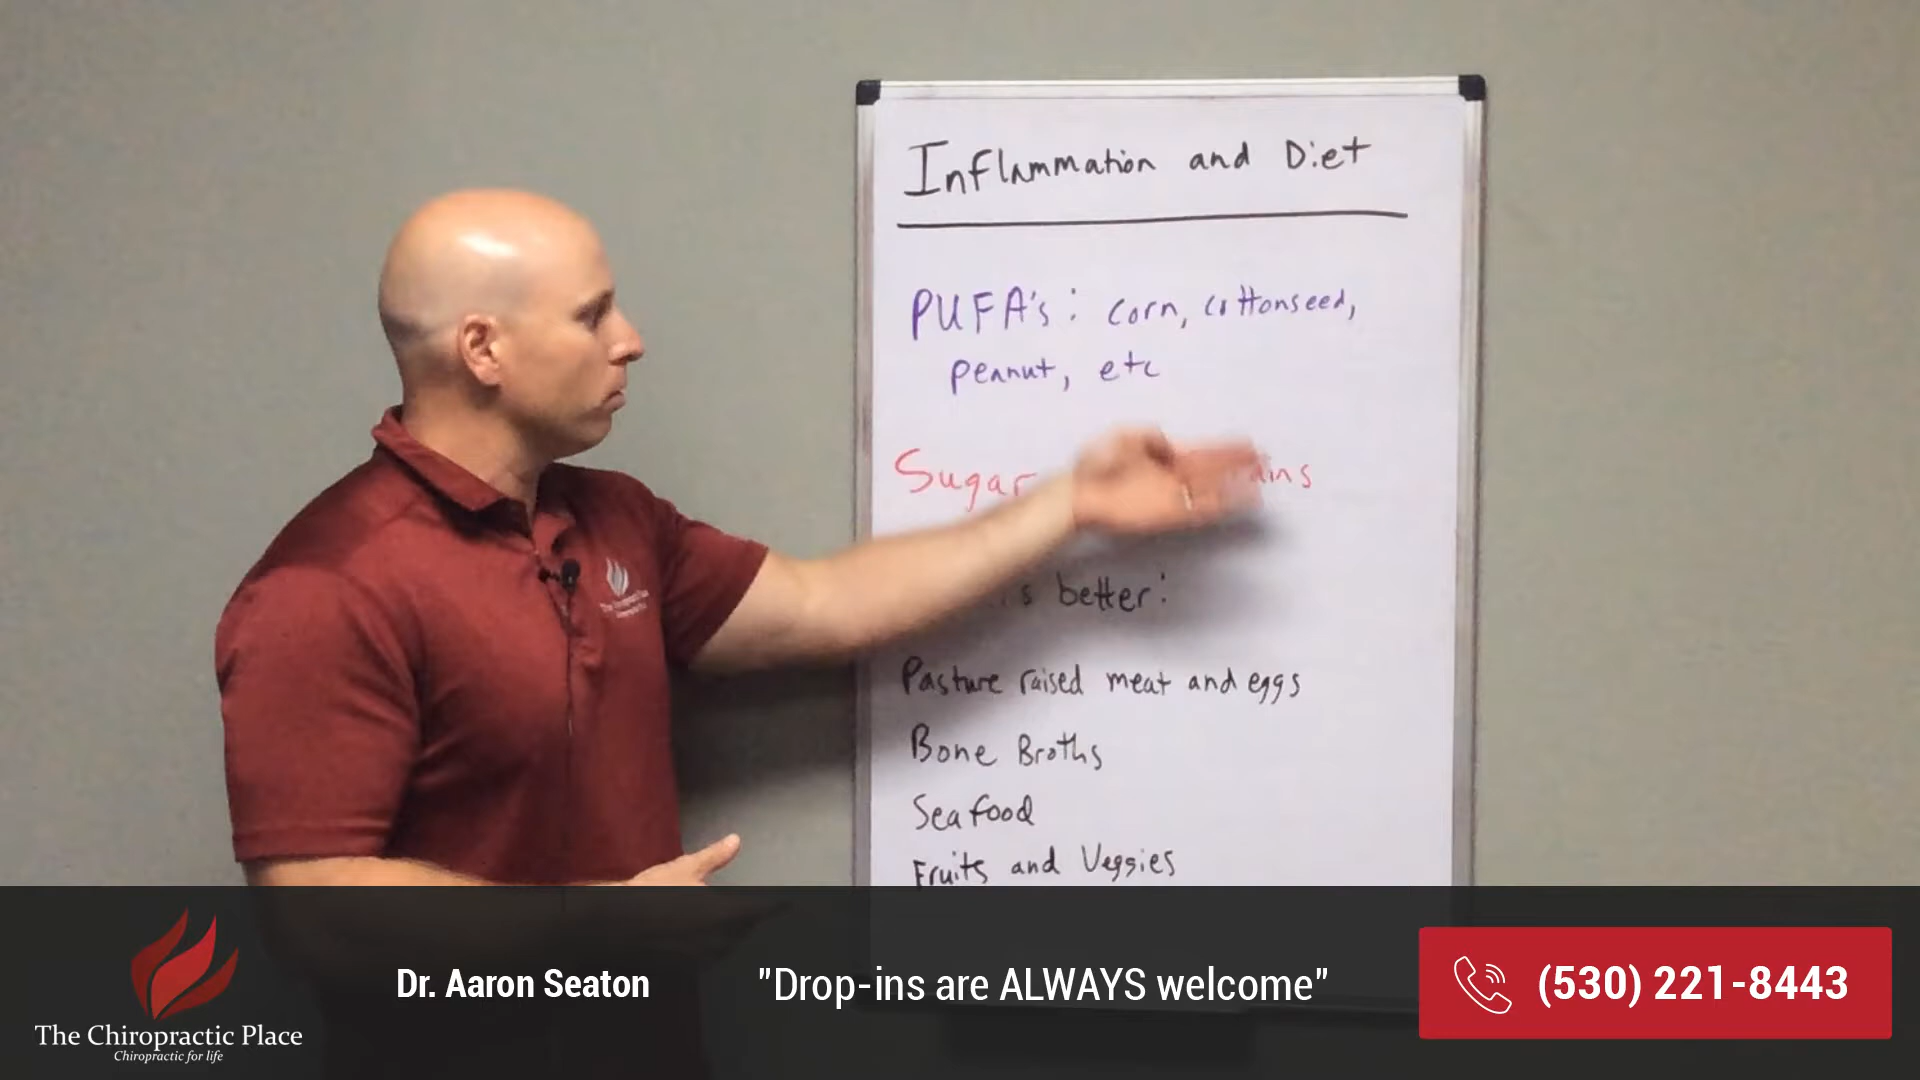 Inflammation and Diet
PUFA's: corn, cottonseed,
peanut, etc
Sugar
better:
Pasture raised meat and eggs
Bone Broths
Seafood
Fruits and Veggies
The Chiropractic Place
Chiropractic for life
Dr. Aaron Seaton
"Drop-ins are ALWAYS welcome"
(530) 221-8443